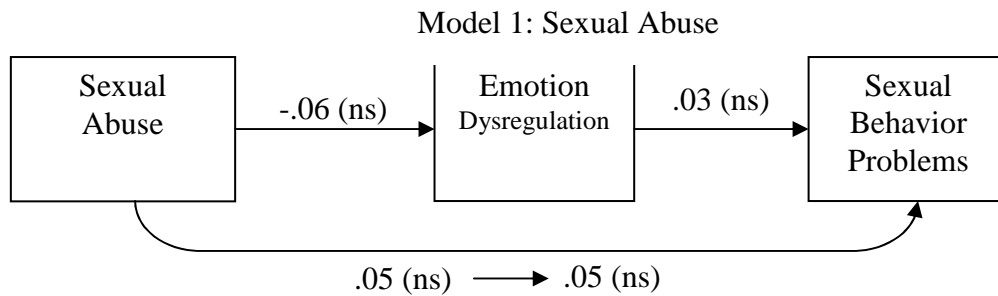 Model 1: Sexual Abuse
Sexual
Abuse
-.06 (ns)
Emotion
Dysregulation
.03 (ns)
Sexual
Behavior
Problems
.05 (ns) .05 (ns)